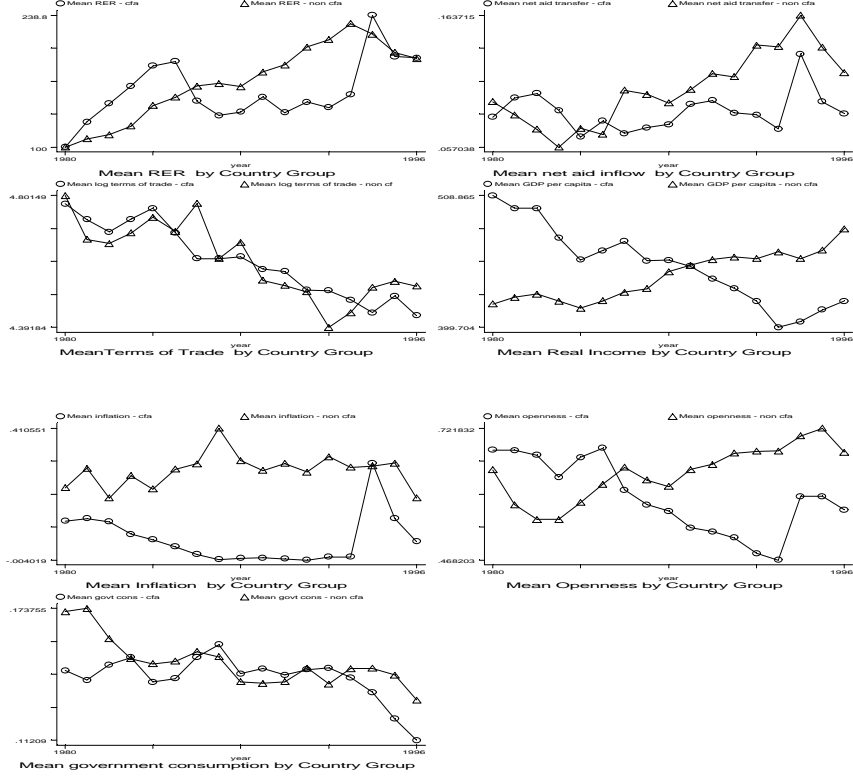 Mean RER - cfa Mean RER - non cfa
238.8
100
1980 1996
year
Mean RER by Country Group
Mean net aid transfer - cfa Mean net aid transfer - non cfa
.163715
.057038
1980 1996
year
Mean net aid inflow by Country Group
Mean log terms of trade - cfa Mean log terms of trade - non cf
4.80149
4.39184
1980 1996
year
MeanTerms of Trade by Country Group
Mean GDP per capita - cfa Mean GDP per capita - non cfa
508.865
399.704
1980 1996
year
Mean Real Income by Country Group
Mean inflation - cfa Mean inflation - non cfa
.410551
-.004019
1980 1996
year
Mean Inflation by Country Group
Mean openness - cfa Mean openness - non cfa
.721832
.468203
1980 1996
year
Mean Openness by Country Group
Mean govt cons - cfa Mean govt cons - non cfa
.173755
.11209
1980 1996
year
Mean government consumption by Country Group